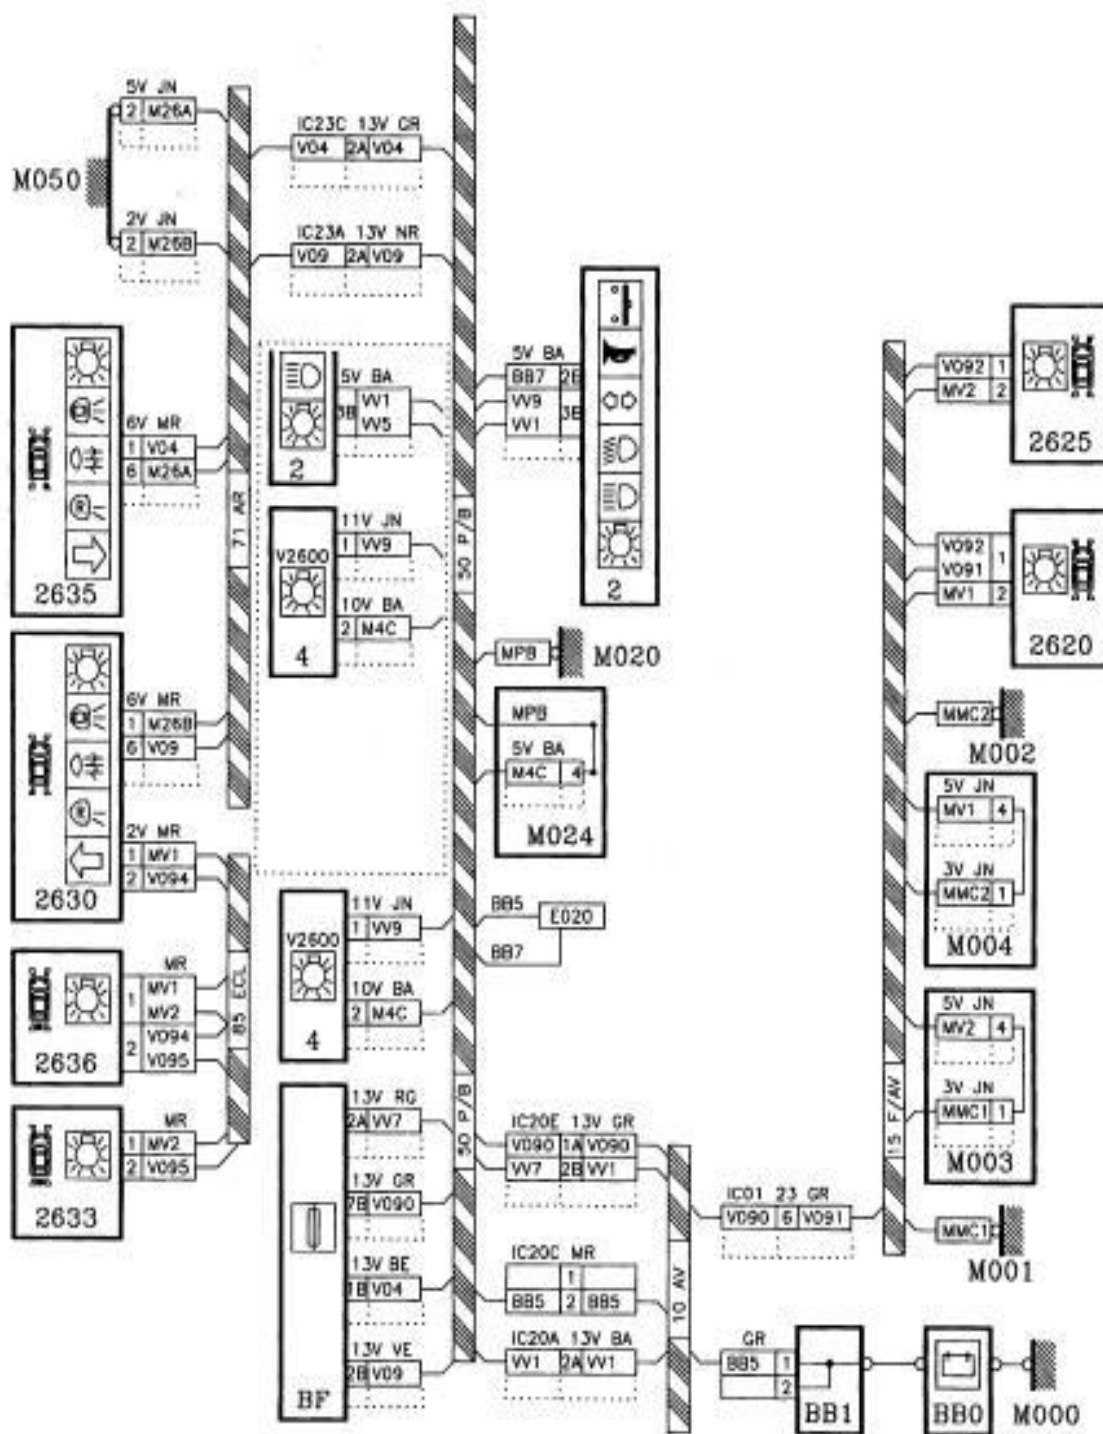 5V JN
2 M26A
M050
2V JN
2 M26B
IC23C 13V GR
V04 2A V04
IC23A 13V NR
V09 2A V09
6V MR
1 V04
6 M26A
2635
71 AR
6V MR
1 M26B
6 V09
2V MR
1 MV1
2 V094
2630
85 ECL
MR
1 MV1
MV2
2 V094
V095
2636
MR
1 MV2
2 V095
2633
5V BA
3B VV1
VV5
2
11V JN
V2600
1 VV9
10V BA
2 M4C
4
50 P/B
5V BA
BB7 2B
VV9 3B
VV1
2
MPB
M020
MPB
5V BA
M4C 4
M024
11V JN
V2600
1 VV9
10V BA
2 M4C
4
BB5
E020
BB7
50 P/B
13V RG
2A VV7
13V GR
7B V090
13V BE
1B V04
13V VE
2B V09
BF
IC20E 13V GR
V090 1A V090
VV7 2B VV1
IC20C MR
1
BB5 2 BB5
IC20A 13V BA
VV1 2A VV1
10 AV
IC01 23 GR
V090 6 V091
GR
BB5 1
2
BB1
BB0
M000
15 F/AV
V092 1
MV2 2
2625
V092 1
V091
MV1 2
2620
MMC2
M002
5V JN
MV1 4
3V JN
MMC2 1
M004
5V JN
MV2 4
3V JN
MMC1 1
M003
MMC1
M001